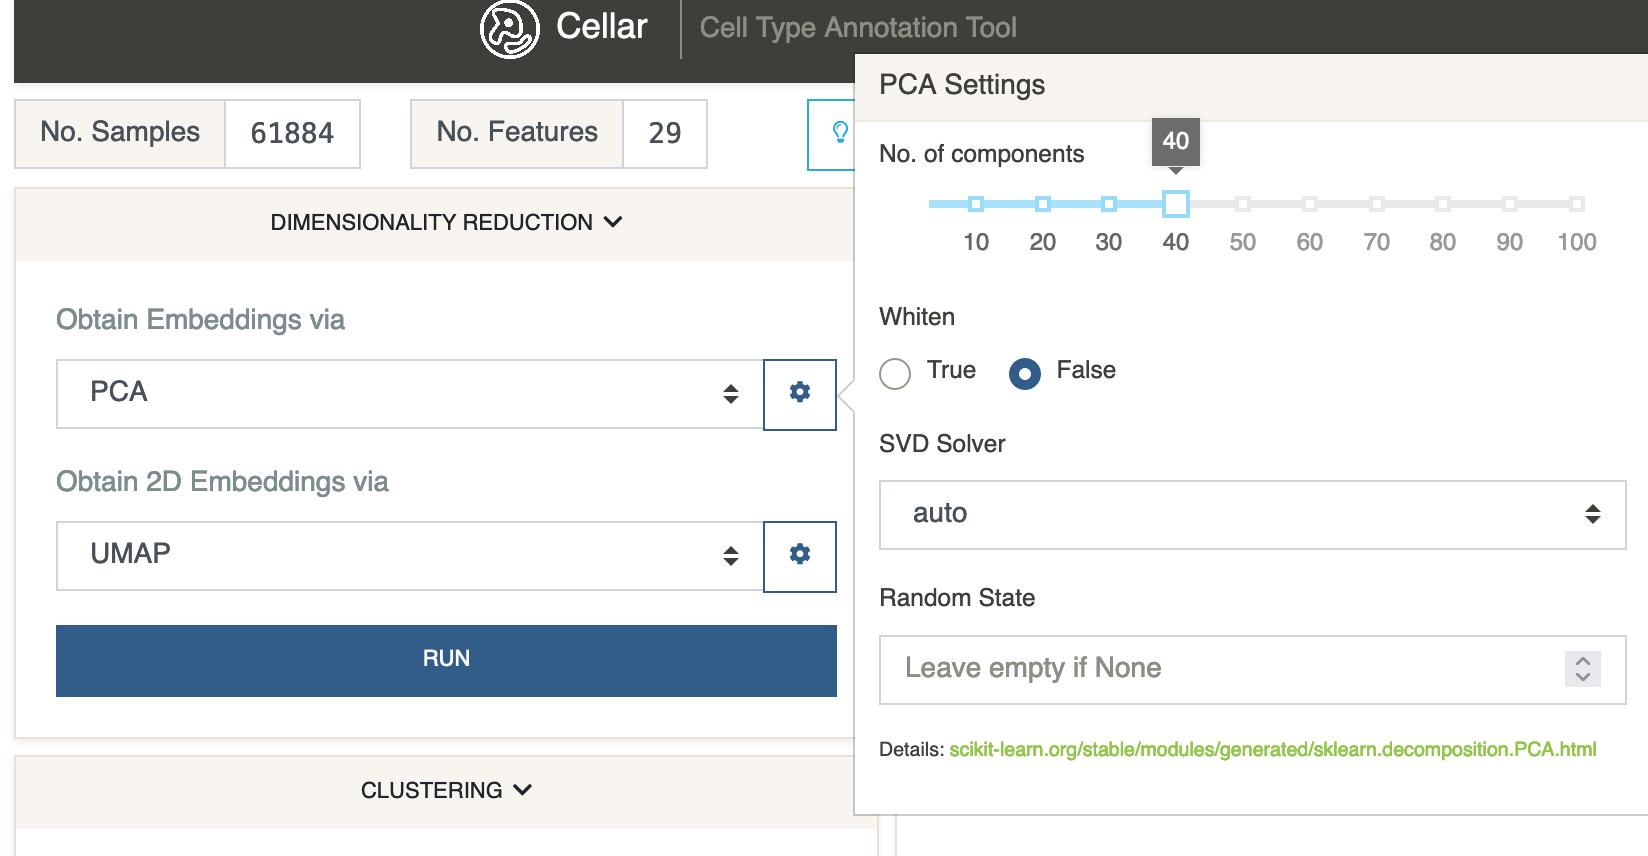 Cellar
Cell Type Annotation Tool
No. Samples 61884
No. Features 29
DIMENSIONALITY REDUCTION
Obtain Embeddings via
PCA
Obtain 2D Embeddings via
UMAP
RUN
CLUSTERING
PCA Settings
No. of components
40
10 20 30 40 50 60 70 80 90 100
Whiten
True False
SVD Solver
auto
Random State
Leave empty if None
Details: scikit-learn.org/stable/modules/generated/sklearn.decomposition.PCA.html